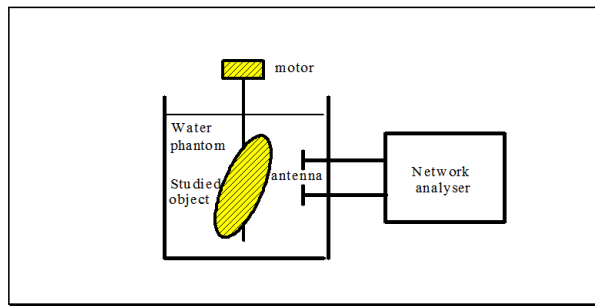 motor
Water
phantom
antenna
Studied
object
Network
analyser